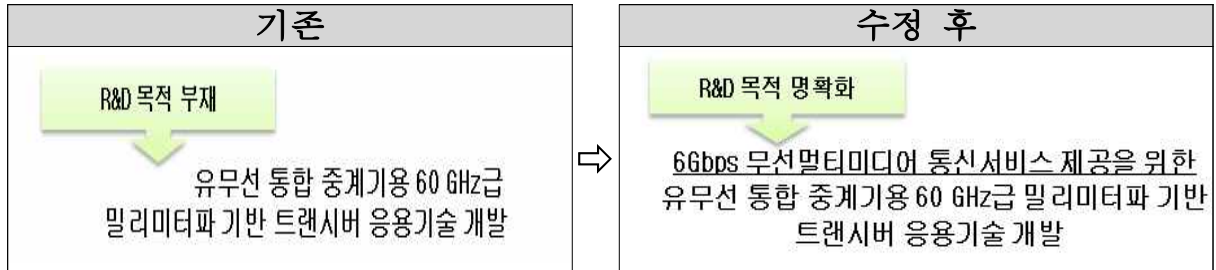 기존
R&D 목적 부재
유무선 통합 중계기용 60 GHz급
밀리미터파 기반 트랜시버 응용기술 개발
⇨
수정 후
R&D 목적 명확화
6Gbps 무선멀티미디어 통신서비스 제공을 위한
유무선 통합 중계기용 60 GHz급 밀리미터파 기반
트랜시버 응용기술 개발